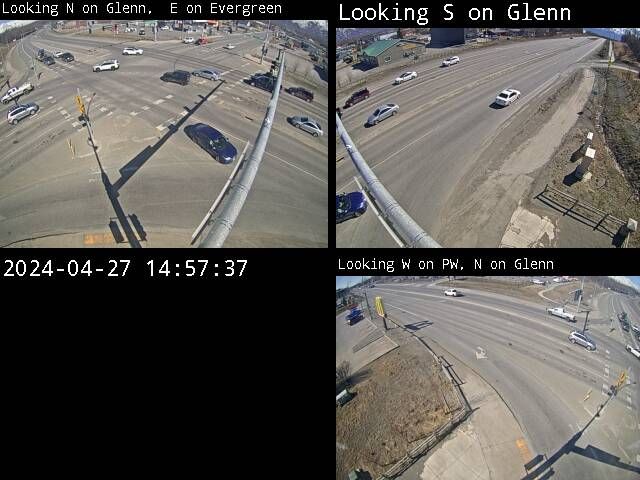 Looking N on Glenn, E on Evergreen
Looking S on Glenn
2024-04-27 14:57:37
Looking W on PW, N on Glenn